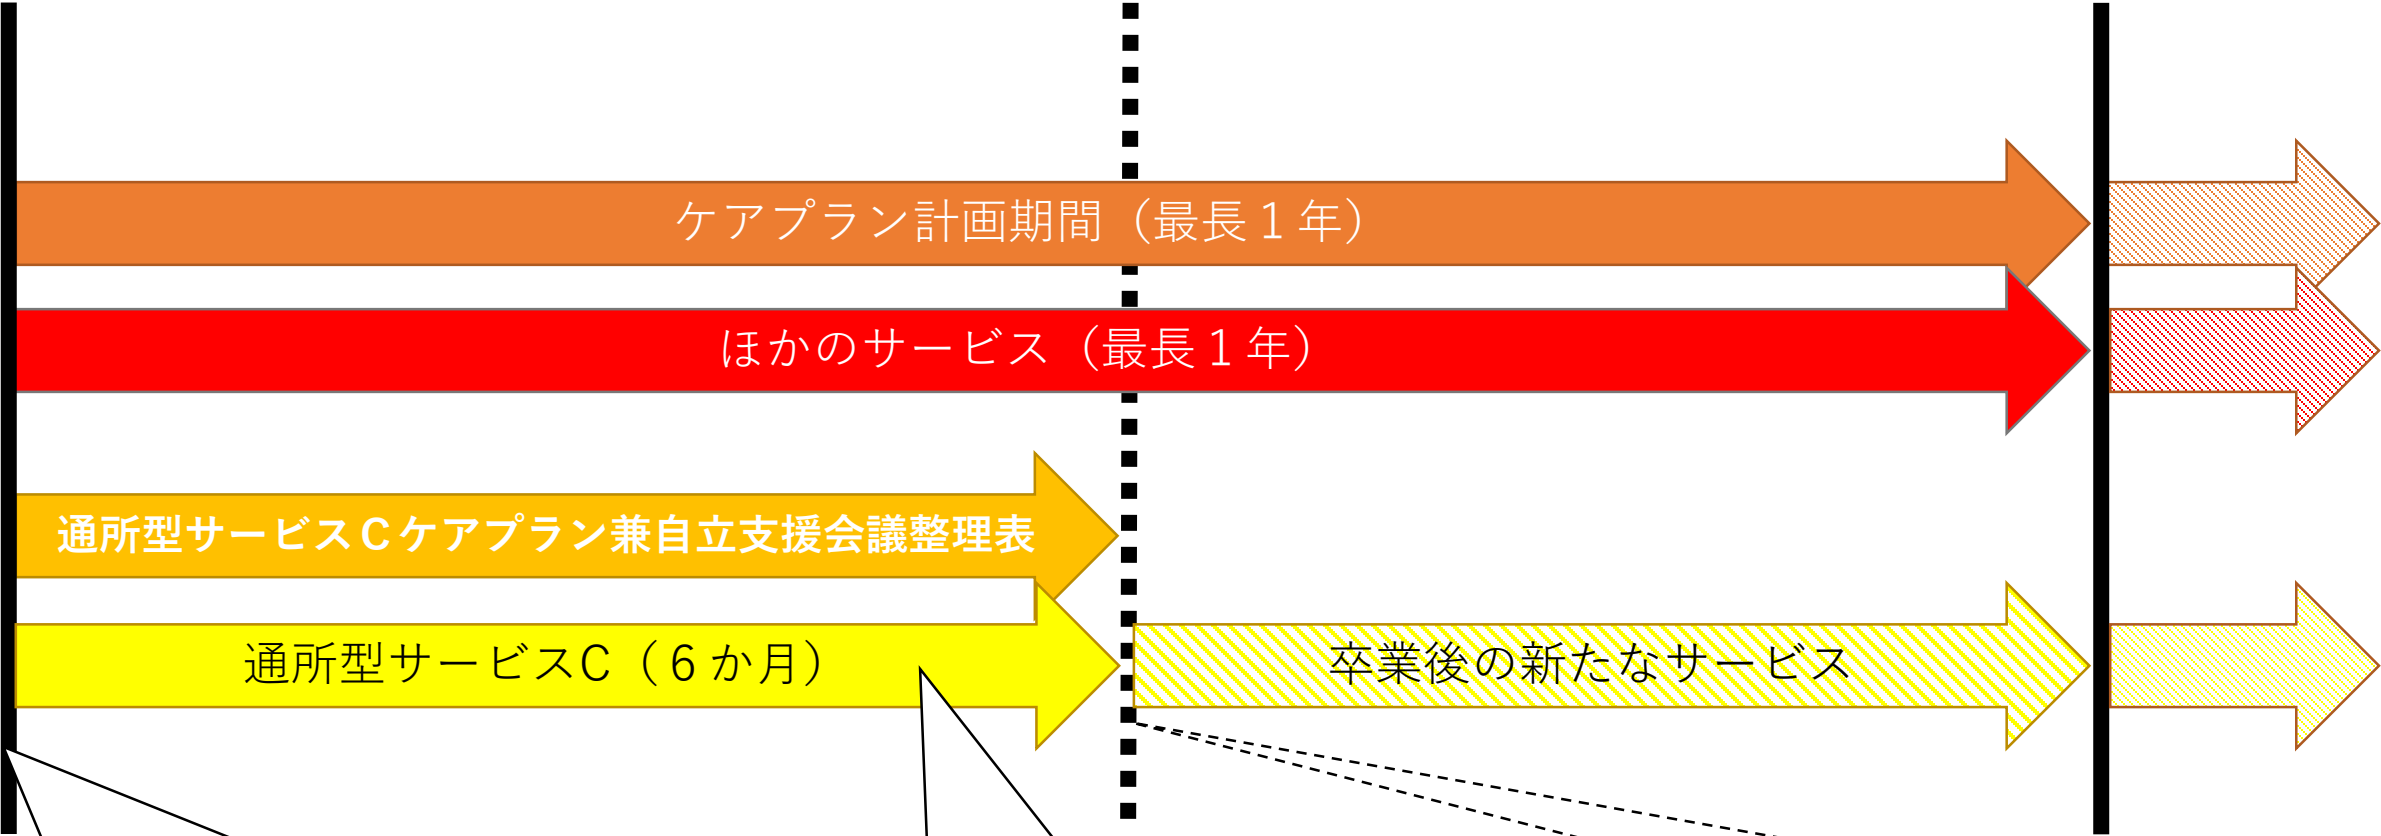 ケアプラン計画期間（最長１年）
ほかのサービス（最長１年）
通所型サービスＣケアプラン兼自立支援会議整理表
通所型サービスC（６か月）
卒業後の新たなサービス